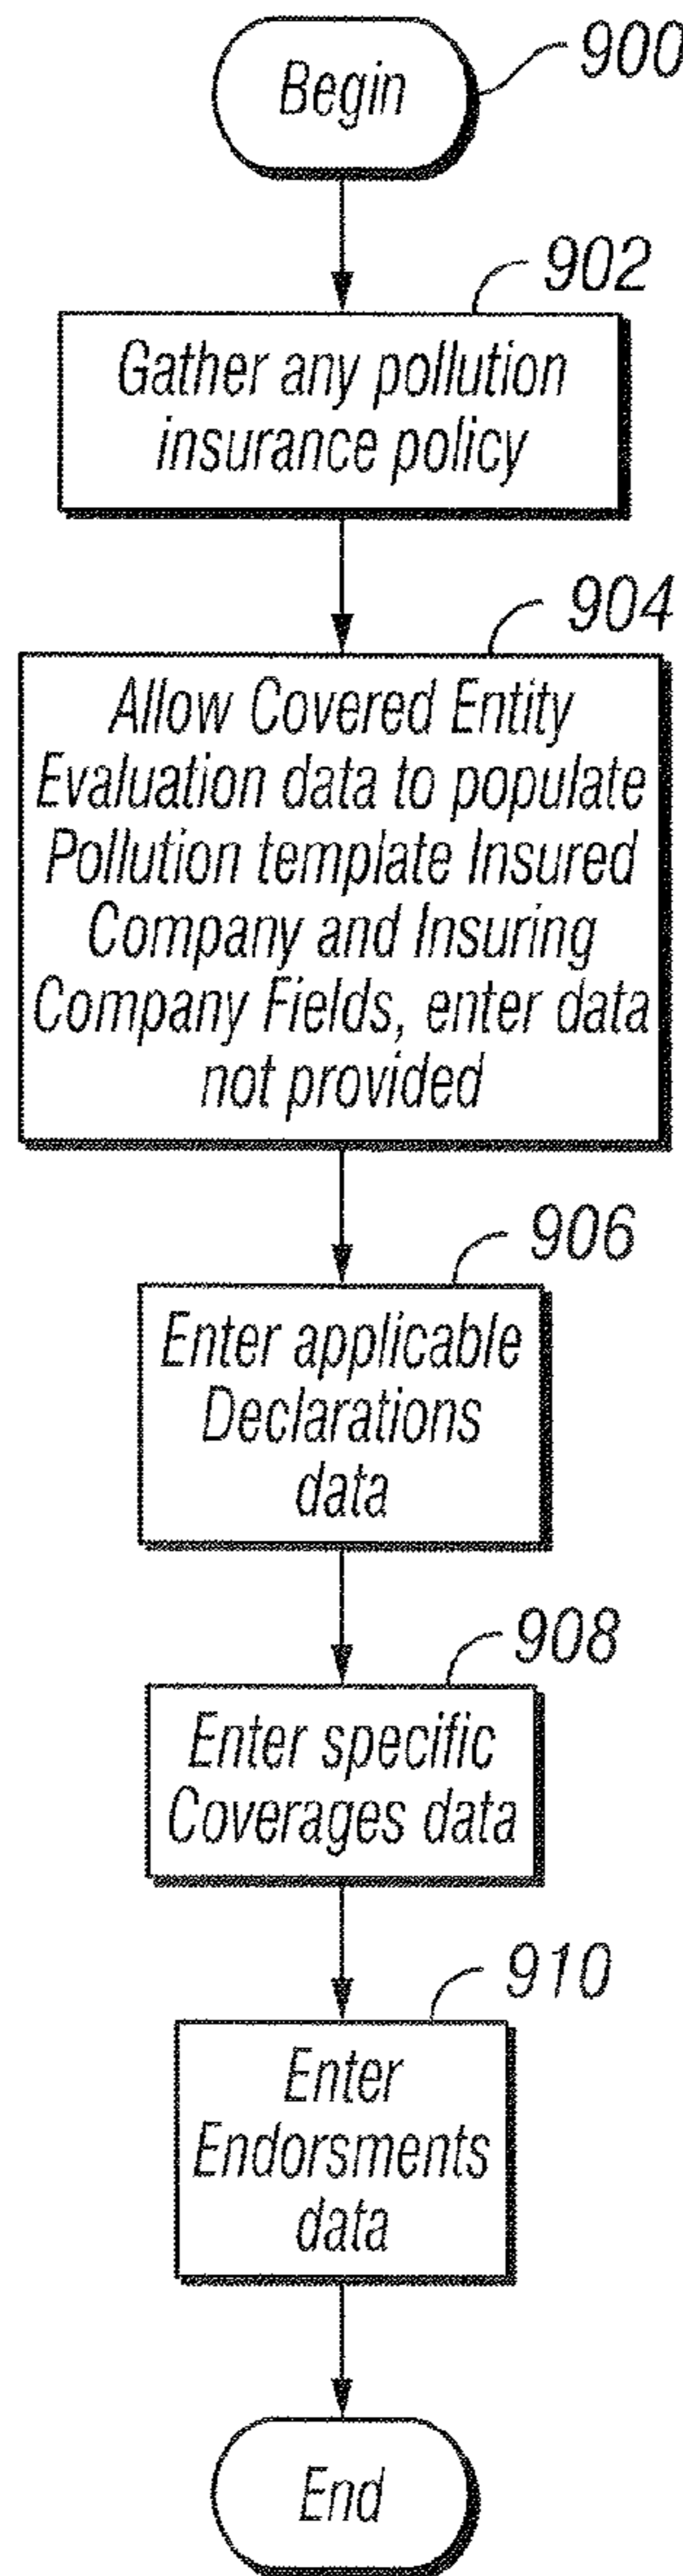 Begin
900
902
Gather any pollution
insurance policy
904
Allow Covered Entity
Evaluation data to populate
Pollution template Insured
Company and Insuring
Company Fields, enter data
not provided
906
Enter applicable
Declarations
data
908
Enter specific
Coverages data
910
Enter
Endorsments
data
End